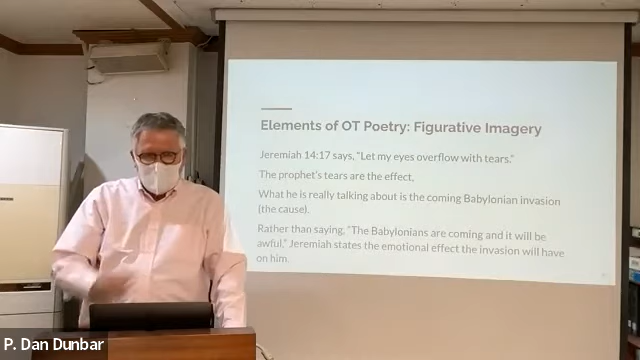 Elements of OT Poetry: Figurative Imagery
Jeremiah 14:17 says, "Let my eyes overflow with tears."
The prophet's tears are the effect,
What he is really talking about is the coming Babylonian invasion
(the cause).
Rather than saying, "The Babylonians are coming and it will be
awful," Jeremiah states the emotional effect the invasion will have
on him.
P. Dan Dunbar